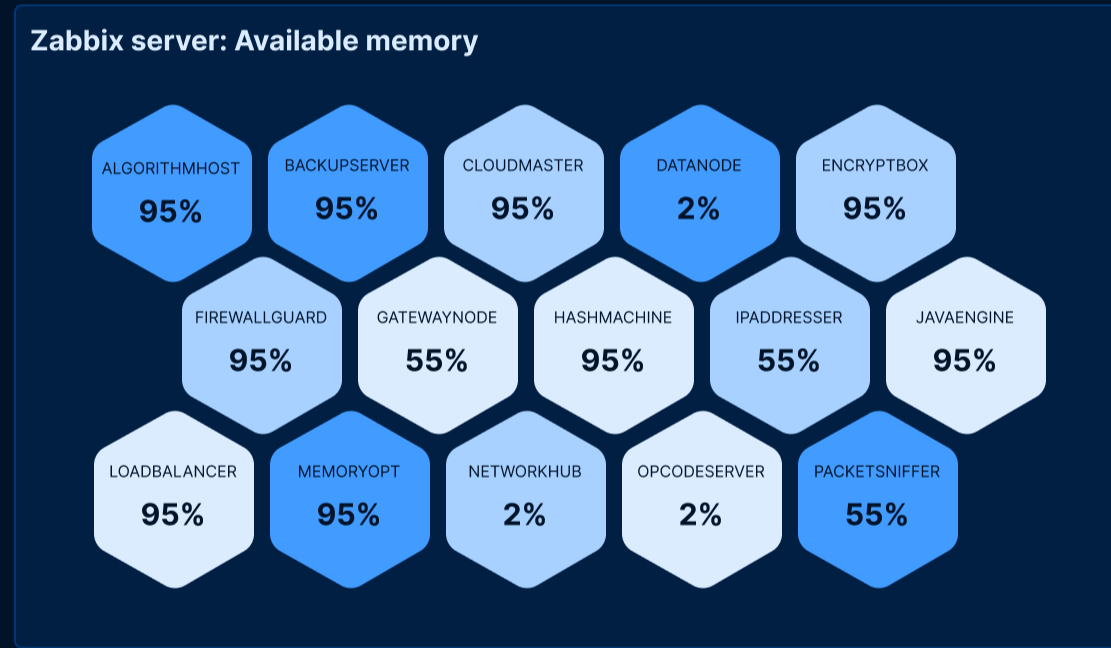 Zabbix server: Available memory
ALGORITHMHOST
95%
BACKUPSERVER
95%
CLOUDMASTER
95%
DATANODE
2%
ENCRYPTBOX
95%
FIREWALLGUARD
95%
GATEWAYNODE
55%
HASHMACHINE
95%
IPADDRESSER
55%
JAVAENGINE
95%
LOADBALANCER
95%
MEMORYOPT
95%
NETWORKHUB
2%
OPCODESERVER
2%
PACKETSNIFFER
55%